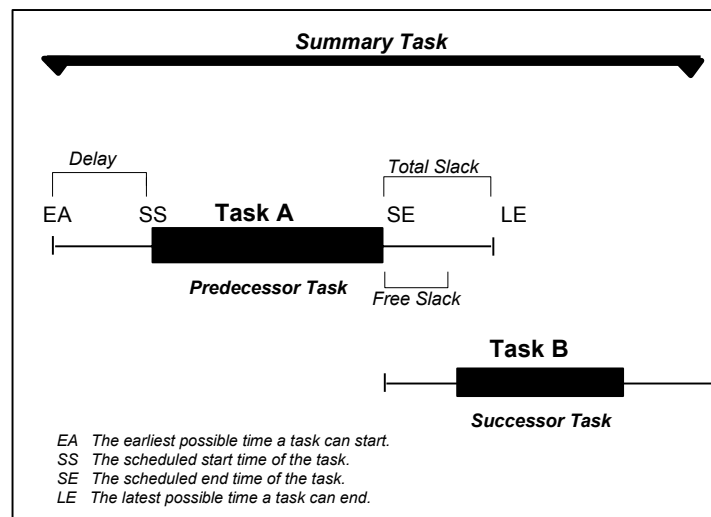 Summary Task
Delay
Total Slack
EA SS Task A SE LE
Predecessor Task
Free Slack
Task B
Successor Task
EA The earliest possible time a task can start.
SS The scheduled start time of the task.
SE The scheduled end time of the task.
LE The latest possible time a task can end.